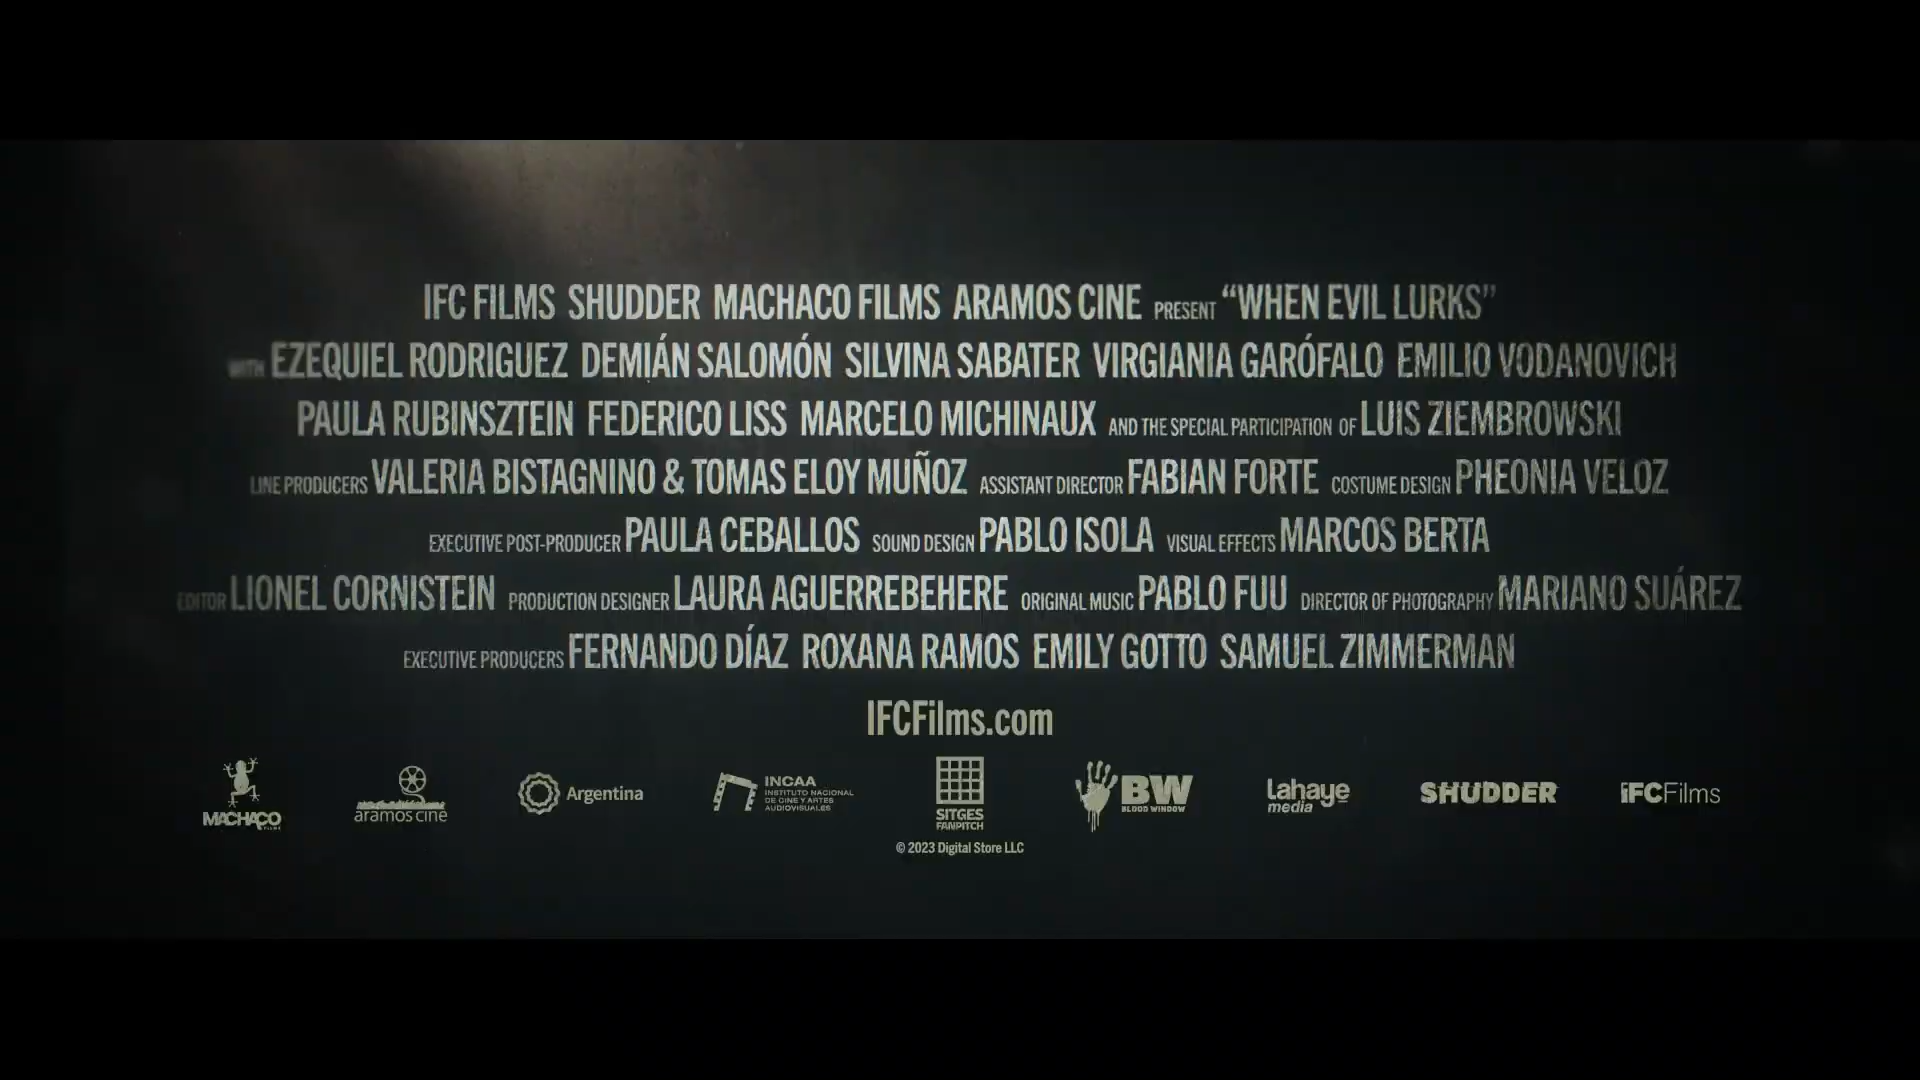 IFC FILMS SHUDDER MACHACO FILMS ARAMOS CINE PRESENT “WHEN EVIL LURKS”
WITH EZEQUIEL RODRIGUEZ DEMIÁN SALOMÓN SILVINA SABATER VIRGIANIA GARÓFALO EMILIO VODANOVICH
PAULA RUBINSZTEIN FEDERICO LISS MARCELO MICHINAUX AND THE SPECIAL PARTICIPATION OF LUIS ZIEMBROWSKI
LINE PRODUCERS VALERIA BISTAGNINO & TOMAS ELOY MUÑOZ ASSISTANT DIRECTOR FABIAN FORTE COSTUME DESIGN PHEONIA VELOZ
EXECUTIVE POST-PRODUCER PAULA CEBALLOS SOUND DESIGN PABLO ISOLA VISUAL EFFECTS MARCOS BERTA
EDITOR LIONEL CORNISTEIN PRODUCTION DESIGNER LAURA AGUERREBEHERE ORIGINAL MUSIC PABLO FUU DIRECTOR OF PHOTOGRAPHY MARIANO SUÁREZ
EXECUTIVE PRODUCERS FERNANDO DÍAZ ROXANA RAMOS EMILY GOTTO SAMUEL ZIMMERMAN
IFCFilms.com
MACHACO
FILMS
aramos cine
Argentina
INCAA
INSTITUTO NACIONAL
DE CINE Y ARTES
AUDIOVISUALES
SITGES
FANPITCH
BW
BLOOD WINDOW
Lahaye
media
SHUDDER
IFCFilms
© 2023 Digital Store LLC